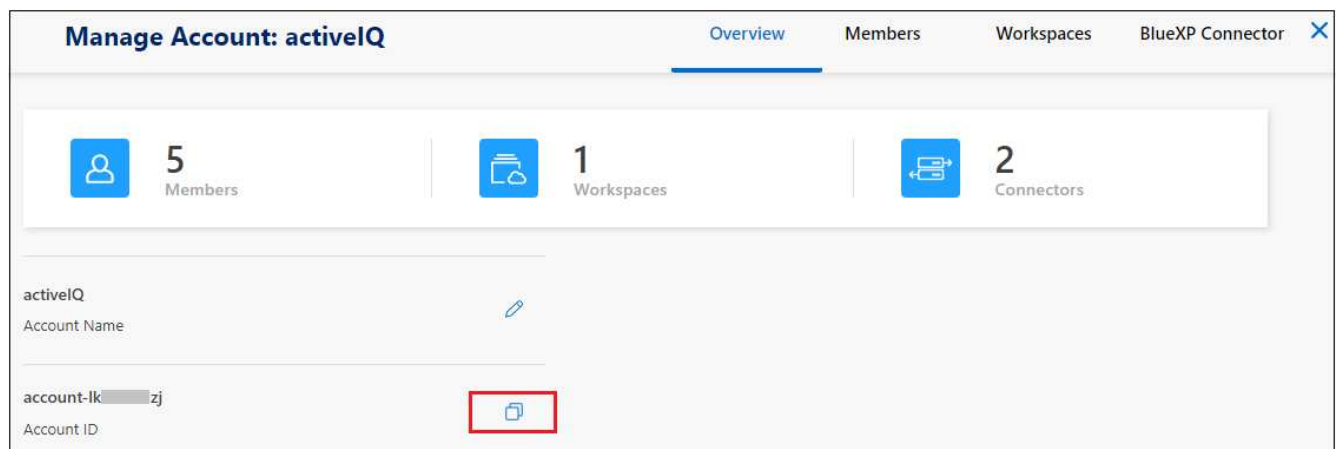 Manage Account: activeIQ
Overview
Members
Workspaces
BlueXP Connector
5
Members
1
Workspaces
2
Connectors
activeIQ
Account Name
account-lk zj
Account ID